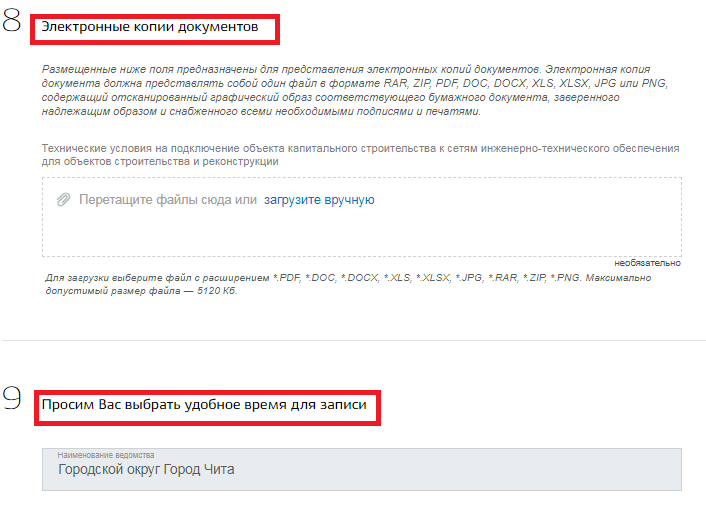 8 Электронные копии документов
Размещенные ниже поля предназначены для представления электронных копий документов. Электронная копия
документа должна представлять собой один файл в формате RAR, ZIP, PDF, DOC, DOCX, XLS, XLSX, JPG или PNG,
содержащий отсканированный графический образ соответствующего бумажного документа, заверенного
надлежащим образом и снабженного всеми необходимыми подписями и печатями.
Технические условия на подключение объекта капитального строительства к сетям инженерно-технического обеспечения
для объектов строительства и реконструкции
Перетащите файлы сюда или загрузите вручную
необязательно
Для загрузки выберите файл с расширением *.PDF, *.DOC, *.DOCX, *.XLS, *.XLSX, *.JPG, *.RAR, *.ZIP, *.PNG. Максимально
допустимый размер файла — 5120 Кб.
9 Просим Вас выбрать удобное время для записи
Наименование ведомства
Городской округ Город Чита